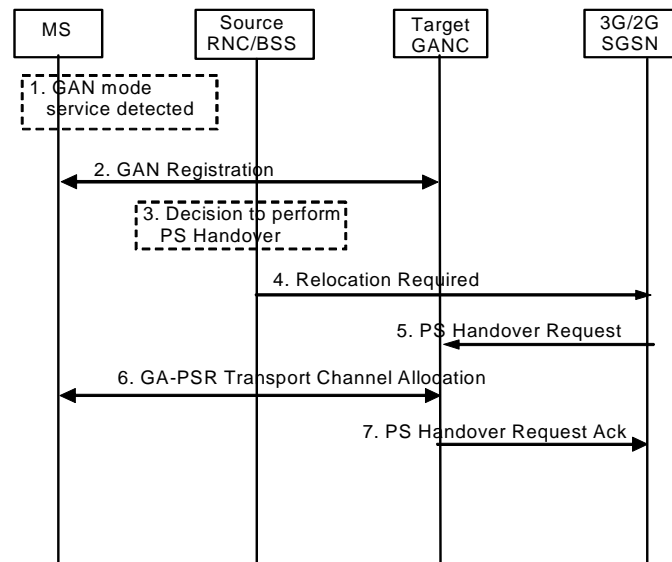 MS
Source
RNC/BSS
Target
GANC
3G/2G
SGSN
1. GAN mode
service detected
2. GAN Registration
3. Decision to perform
PS Handover
4. Relocation Required
5. PS Handover Request
6. GA-PSR Transport Channel Allocation
7. PS Handover Request Ack